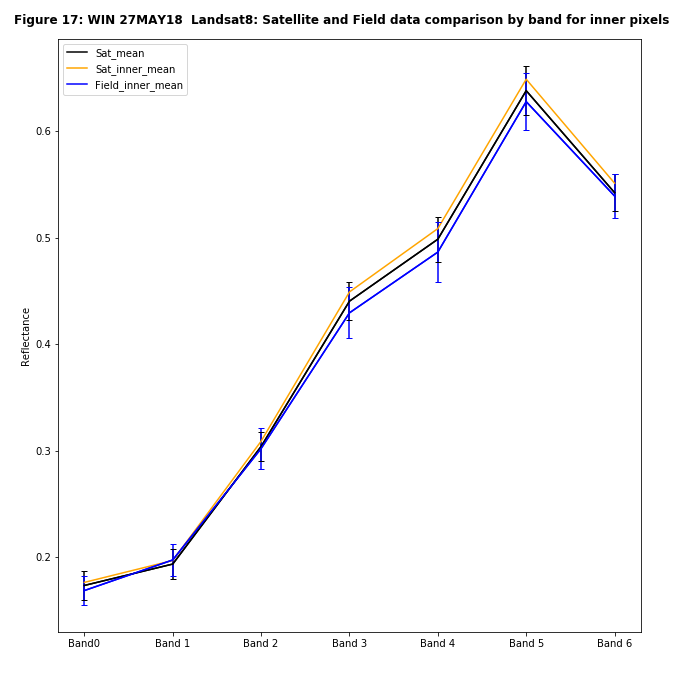 Figure 17: WIN 27MAY18  Landsat8: Satellite and Field data comparison by band for inner pixels
Sat_mean
Sat_inner_mean
Field_inner_mean
0.6
0.5
0.4
0.3
0.2
Reflectance
Band0
Band 1
Band 2
Band 3
Band 4
Band 5
Band 6